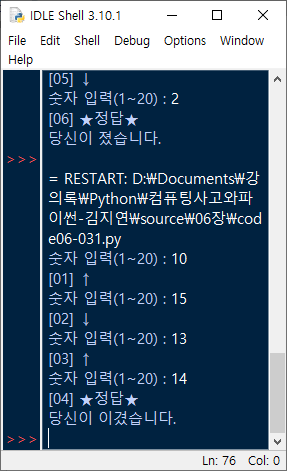 IDLE Shell 3.10.1
File Edit Shell Debug Options Window
Help
[05] ↓
숫자 입력(1~20) : 2
[06] ★정답★
당신이 졌습니다.
>>>
= RESTART: D:₩Documents₩강
의록₩Python₩컴퓨팅사고와파
이썬-김지연₩source₩06장₩cod
e06-031.py
숫자 입력(1~20) : 10
[01] ↑
숫자 입력(1~20) : 15
[02] ↓
숫자 입력(1~20) : 13
[03] ↑
숫자 입력(1~20) : 14
[04] ★정답★
당신이 이겼습니다.
>>>
Ln: 76 Col: 0